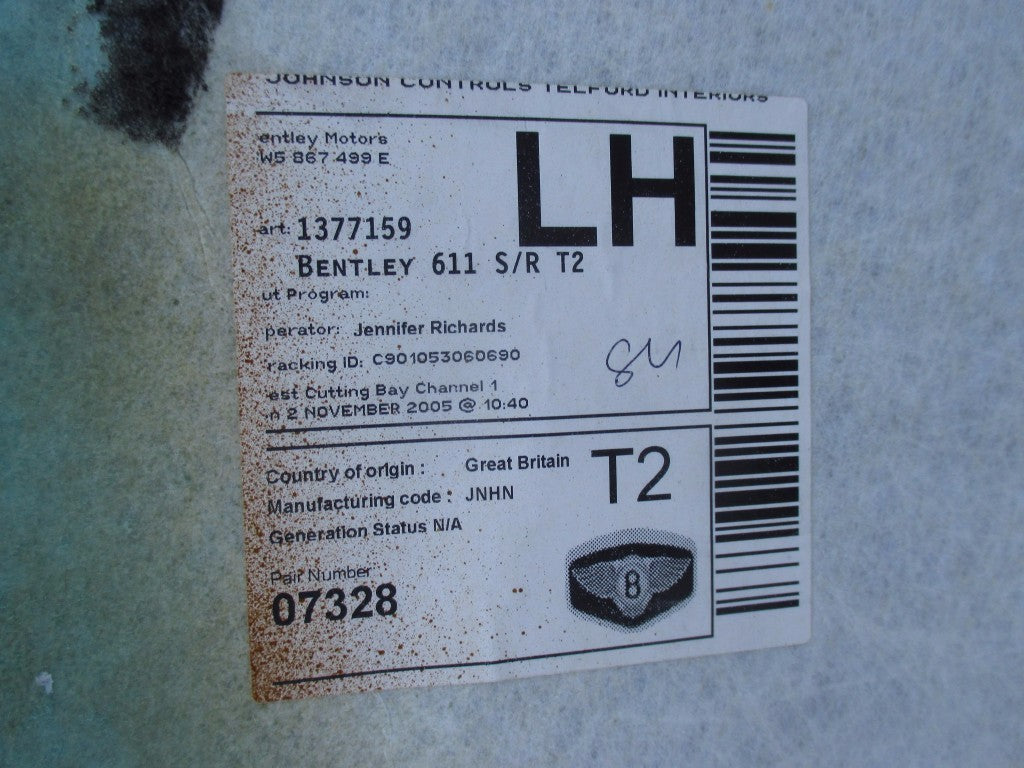 JOHNSON CONTROLS TELFORD INTERIORS
entley Motors
W5 867 499 E
LH
art: 1377159
BENTLEY 611 S/R T2
ut Program:
perator: Jennifer Richards
racking ID: C901053060690
est Cutting Bay Channel 1
n 2 NOVEMBER 2005 @ 10:40
Country of origin : Great Britain
T2
Manufacturing code : JNHN
Generation Status N/A
Pair Number
07328
8